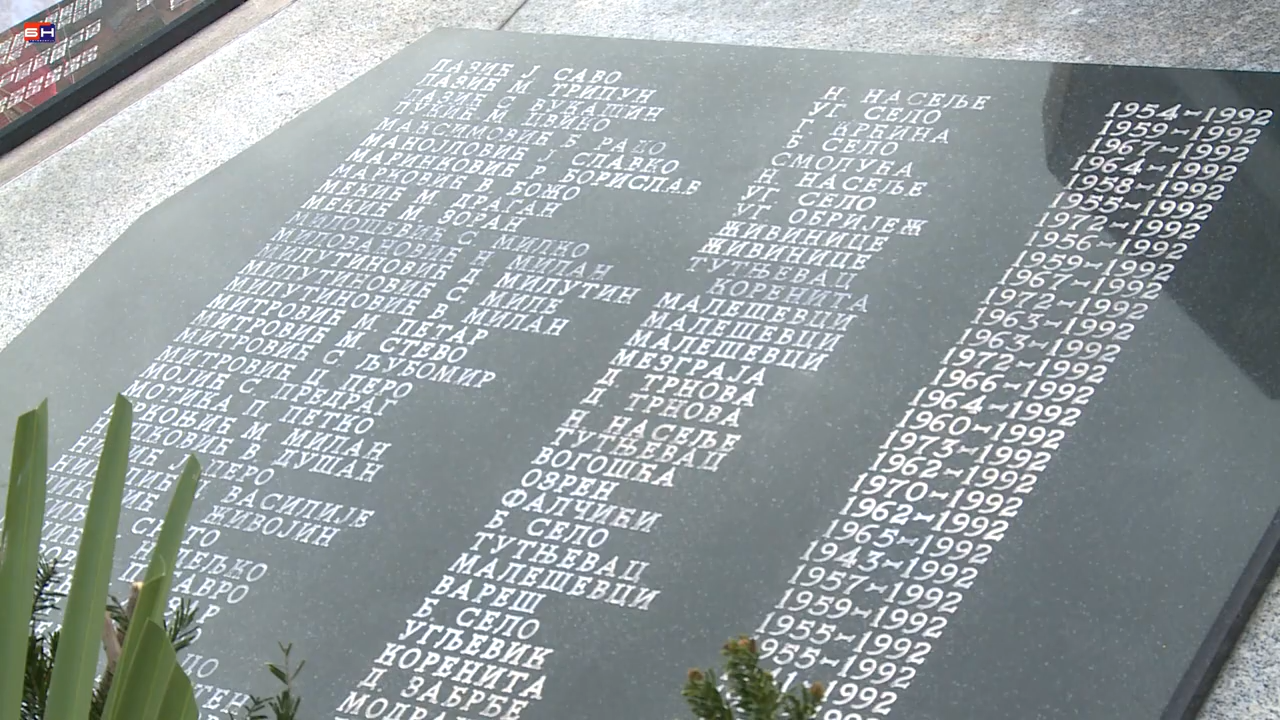 БН
ЛАЗИЋ Ј САВО Н НАСЕЉЕ 1954-1992
ЛАЗИЋ М ТРИПУН УГ СЕЛО 1959-1992
ЛАЗИЋ С ВУКАШИН Г КРЋИНА 1967-1992
ЛУКИЋ М ЦВИКО Б СЕЛО 1964-1992
МАКСИМОВИЋ Б СМОЛУЋА 1958-1992
МАНОЈЛОВИЋ Ј СЛАВКО Н НАСЕЉЕ 1955-1992
МАРИНКОВИЋ Р БОРИСЛАВ УГ СЕЛО 1972-1992
МАРКОВИЋ В БОЖО УГ ОБРИЈЕЖ 1956-1992
МЕКИЋ М ДРАГАН ЖИВИНИЦЕ 1959-1992
МЕКИЋ М ЗОРАН ЖИВИНИЦЕ 1967-1992
МИЛОШЕВИЋ С МИЛКО ТУТЊЕВАЦ 1972-1992
МИЛОВАНОВИЋ Н МИЛАН КОРЕНИТА 1963-1992
МИЛУТИНОВИЋ Д МИЛУТИН МАЛЕШЕВЦИ 1963-1992
МИЛУТИНОВИЋ С МИЛЕ МАЛЕШЕВЦИ 1972-1992
МИЛУТИНОВИЋ В МИЛАН МАЛЕШЕВЦИ 1966-1992
МИТРОВИЋ М ПЕТАР МЕЗГРАЈА 1964-1992
МИТРОВИЋ М СТЕВО Д ТРНОВА 1960-1992
МИТРОВИЋ С ЉУБОМИР Д ТРНОВА 1973-1992
МИТРОВИЋ Ц ПЕРО Н НАСЕЉЕ 1962-1992
МОЈИЋ С ПРЕДРАГ ТУТЊЕВАЦ 1970-1992
МОТИКА П ПЕТКО ВОГОШЋА 1962-1992
М МИЛАН ОЗРЕН 1965-1992
В ДУШАН ФАЛЧИЋИ 1943-1992
Ј ПЕРО Б СЕЛО 1957-1992
ВАСИЛИЈЕ ТУТЊЕВАЦ 1959-1992
ЖИВОЈИН МАЛЕШЕВЦИ 1955-1992
ВАРЕШ
Б СЕЛО
УГЉЕВИК
КОРЕНИТА
Д ЗАБРЂЕ